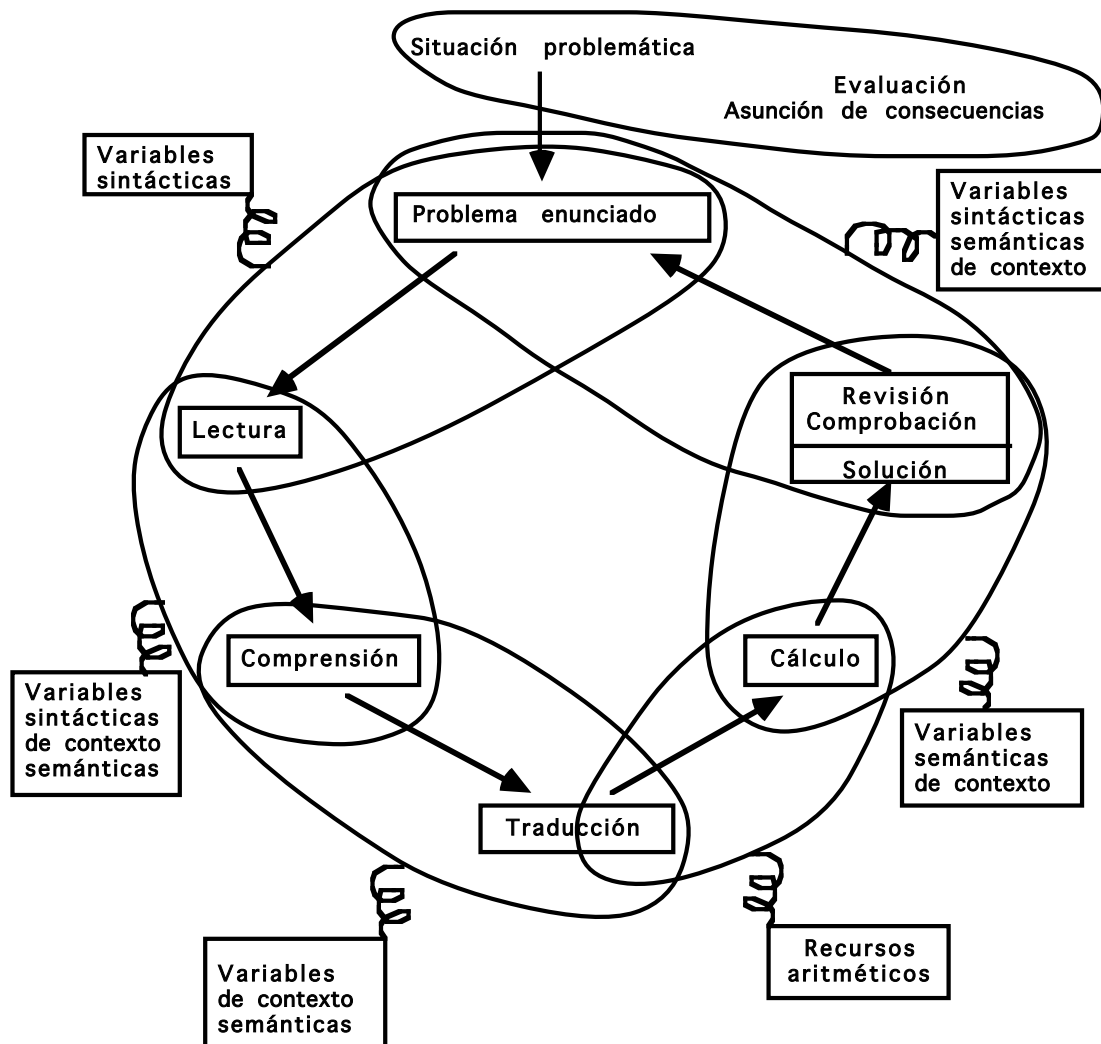 Situación problemática
Evaluación
Asunción de consecuencias
Variables
sintácticas
Variables
sintácticas
semánticas
de contexto
Problema enunciado
Lectura
Revisión
Comprobación
Solución
Comprensión
Cálculo
Variables
sintácticas
de contexto
semánticas
Variables
semánticas
de contexto
Traducción
Variables
de contexto
semánticas
Recursos
aritméticos